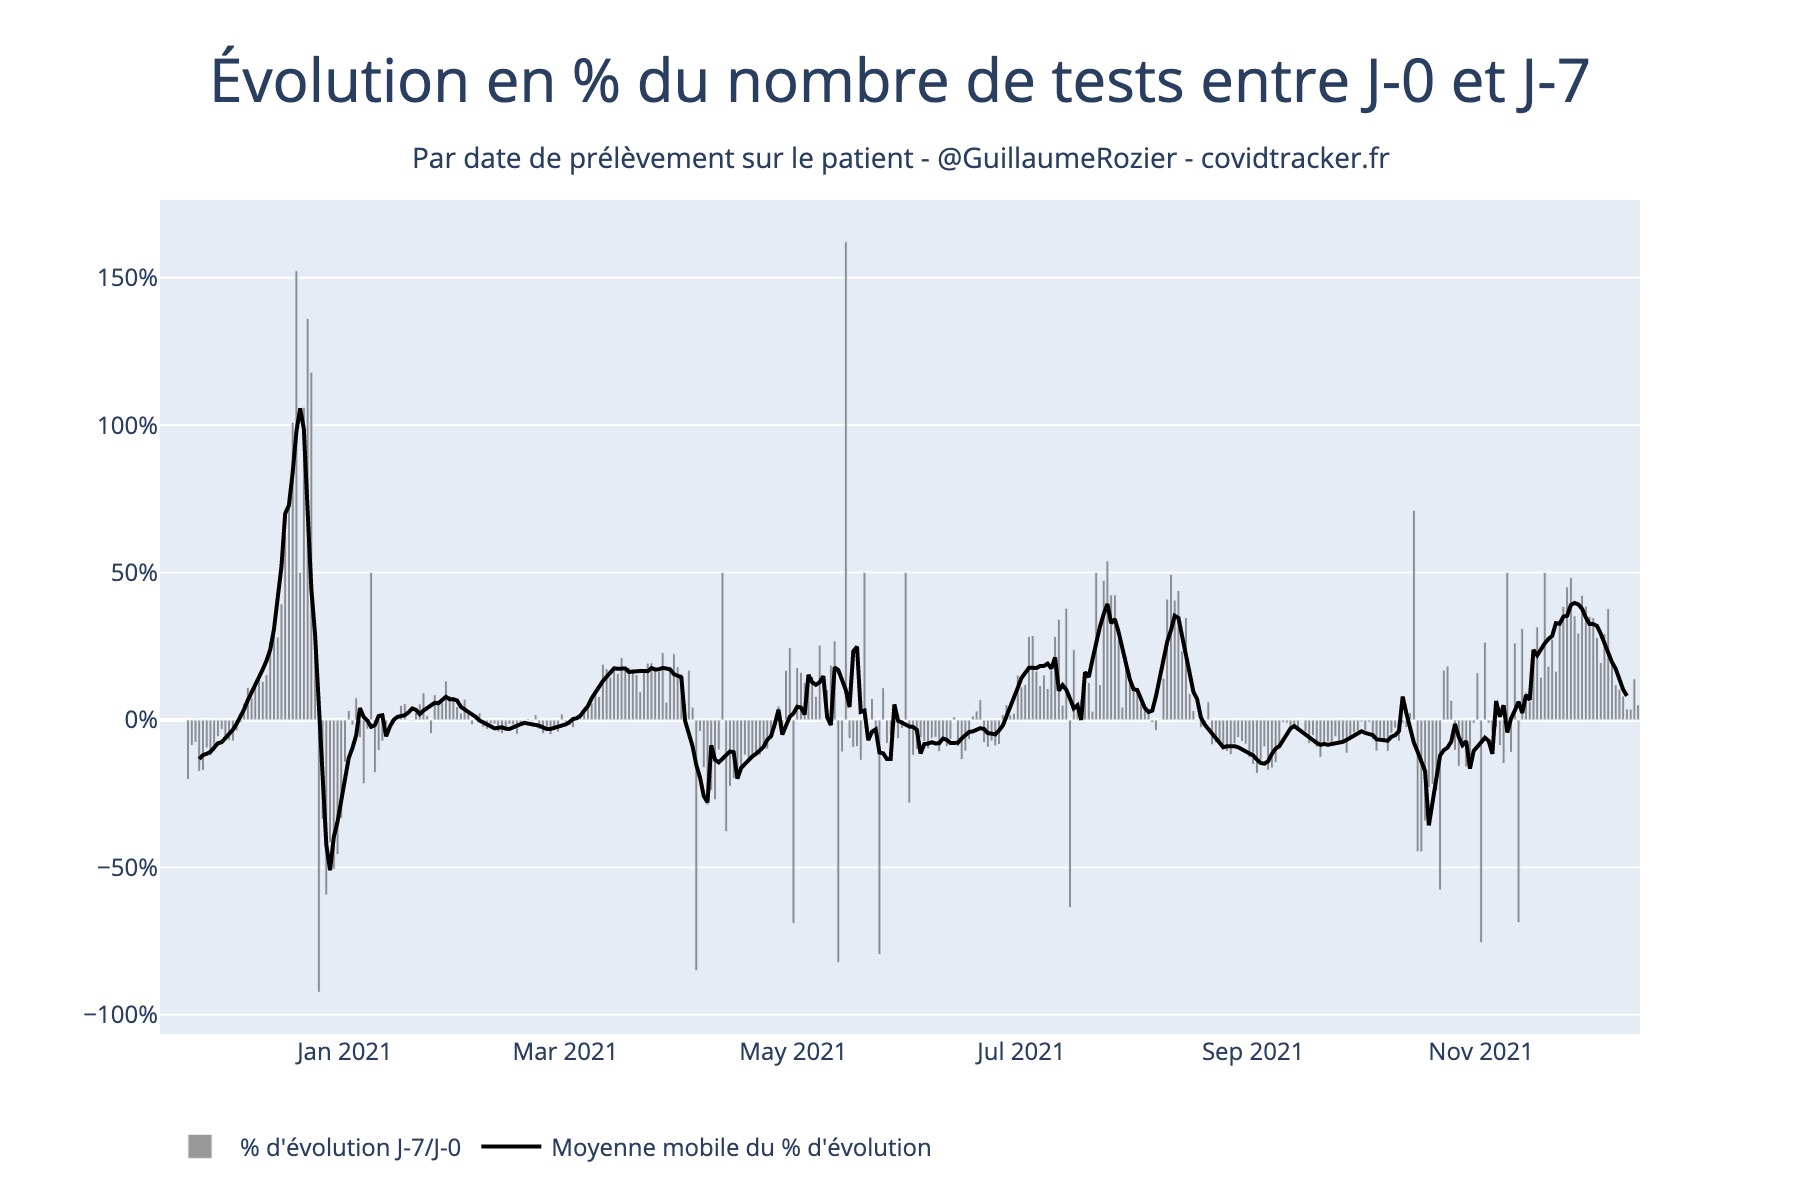 Évolution en % du nombre de tests entre J-0 et J-7
Par date de prélèvement sur le patient - @GuillaumeRozier - covidtracker.fr
150%
100%
50%
0%
−50%
−100%
Jan 2021
Mar 2021
May 2021
Jul 2021
Sep 2021
Nov 2021
% d'évolution J-7/J-0
Moyenne mobile du % d'évolution